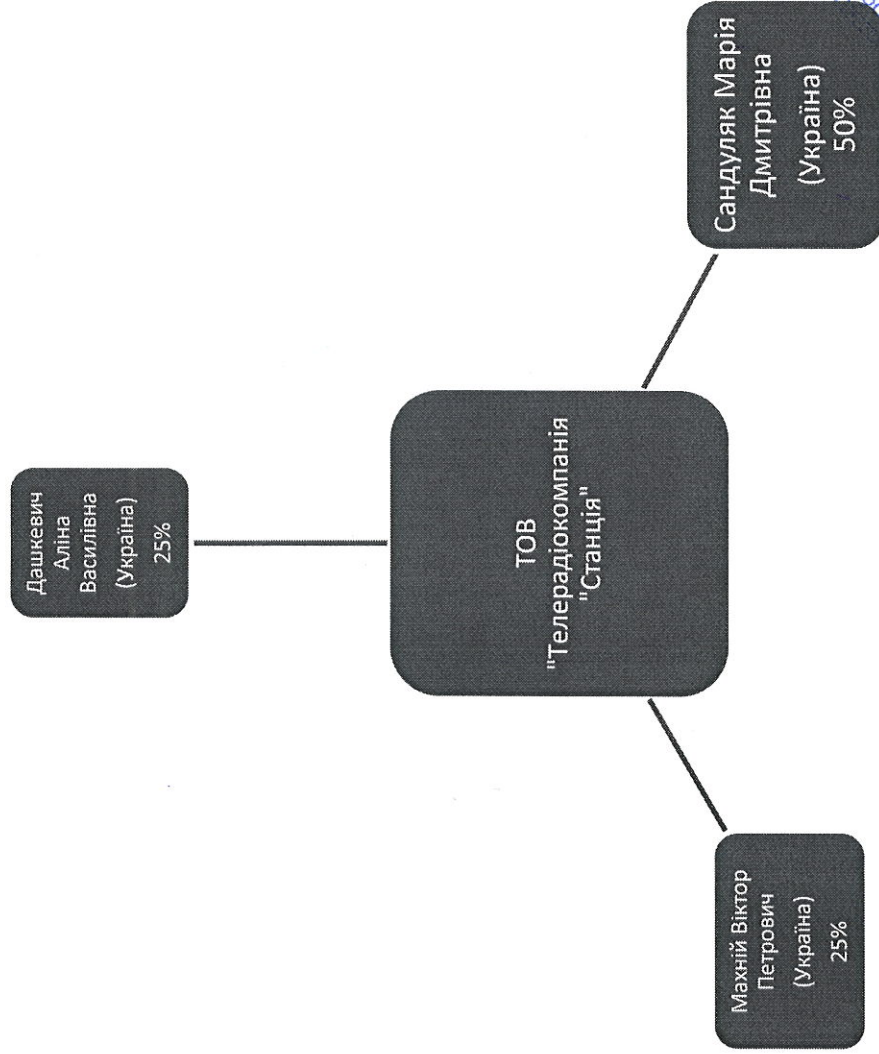 Дашкевич
Аліна
Василівна
(Україна)
25%
ТОВ
"Телерадіокомпанія
"Станція"
Махній Віктор
Петрович
(Україна)
25%
Сандуляк Марія
Дмитрівна
(Україна)
50%